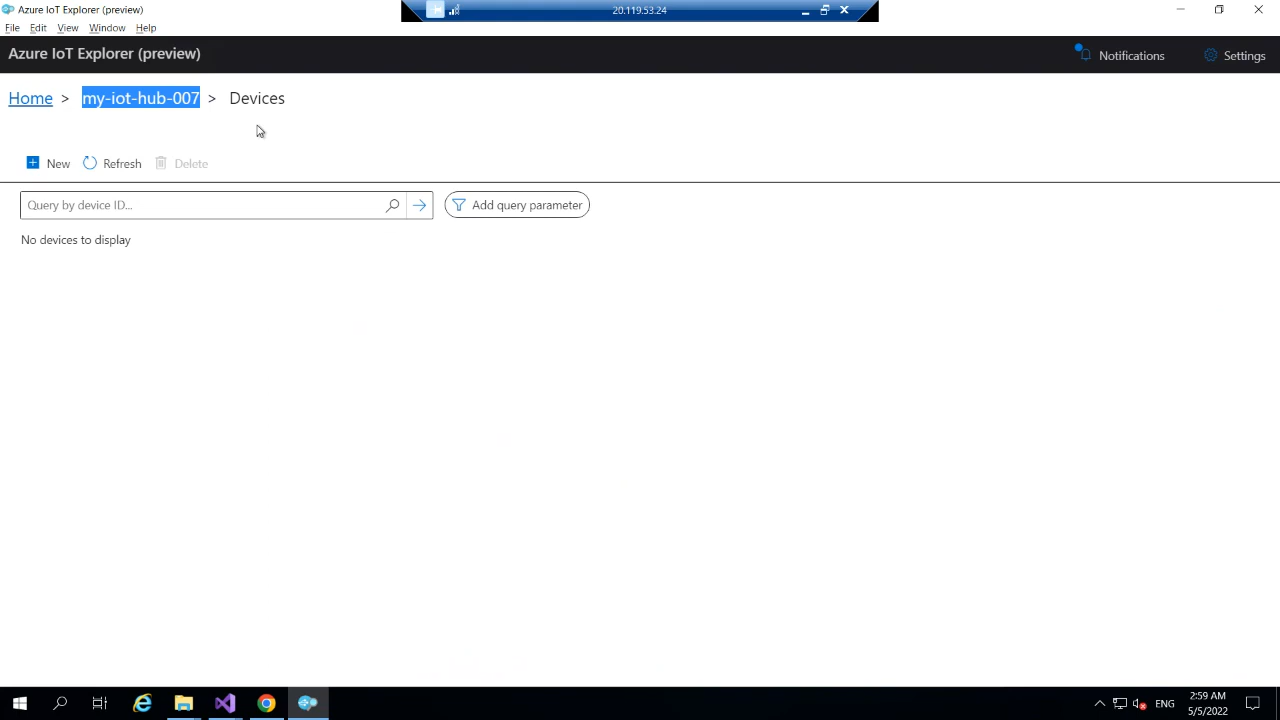 Azure IoT Explorer (preview)
20.119.53.24
File Edit View Window Help
Azure IoT Explorer (preview)
Notifications
Settings
Home > my-iot-hub-007 > Devices
New Refresh Delete
Query by device ID...
Add query parameter
No devices to display
ENG
2:59 AM
5/5/2022